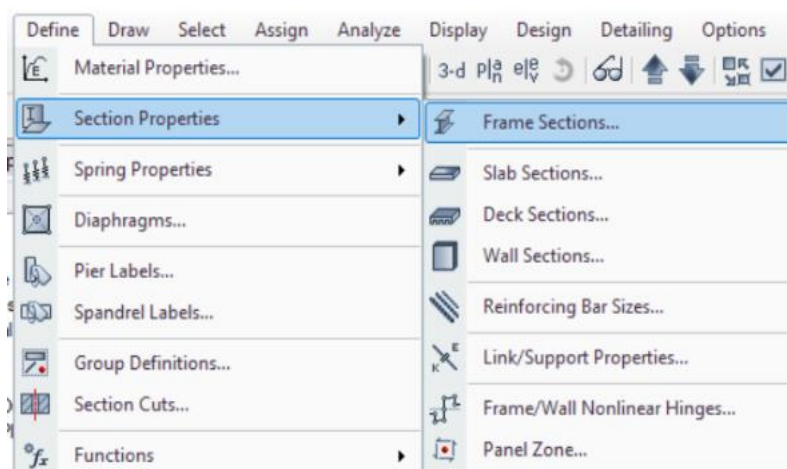 Define Draw Select Assign Analyze Display Design Detailing Options
Material Properties...
3-d
Section Properties
Spring Properties
Diaphragms...
Pier Labels...
Spandrel Labels...
Group Definitions...
Section Cuts...
Functions
Frame Sections...
Slab Sections...
Deck Sections...
Wall Sections...
Reinforcing Bar Sizes...
Link/Support Properties...
Frame/Wall Nonlinear Hinges...
Panel Zone...